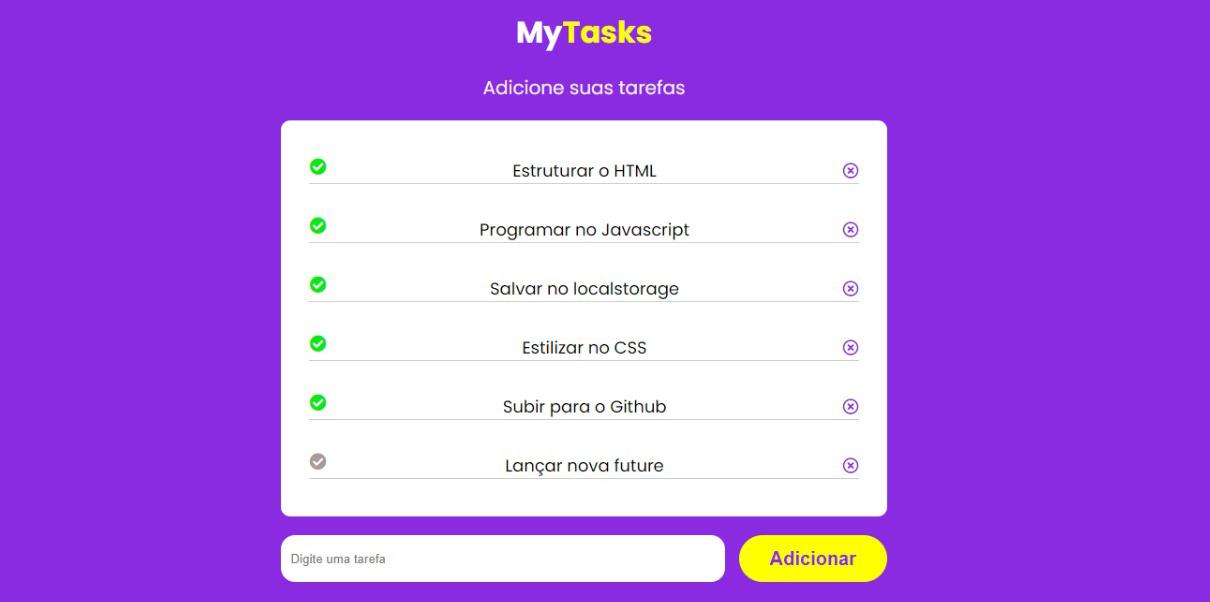 MyTasks
Adicione suas tarefas
Estruturar o HTML
Programar no Javascript
Salvar no localstorage
Estilizar no CSS
Subir para o Github
Lançar nova future
Digite uma tarefa
Adicionar